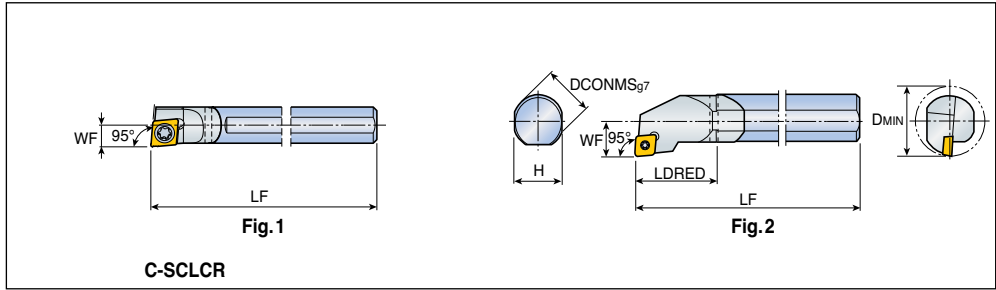 WF
95°
LF
Fig.1
DCONMSg7
H
WF
95°
LDRED
LF
Fig.2
DMIN
C-SCLCR